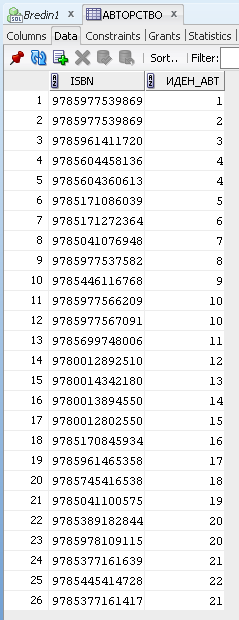 SQL Bredin1 x АВТОРСТВО x
Columns Data Constraints Grants Statistics
Sort.. Filter:
ISBN ИДЕН_АВТ
1 9785977539869 1
2 9785977539869 2
3 9785961411720 3
4 9785604458136 4
5 9785604360613 4
6 9785171086039 5
7 9785171272364 6
8 9785041076948 7
9 9785977537582 8
10 9785446116768 9
11 9785977566209 10
12 9785977567091 10
13 9785699748006 11
14 9780012892510 12
15 9780014342180 13
16 9780013894550 14
17 9780012802550 15
18 9785170845934 16
19 9785961465358 17
20 9785745416538 18
21 9785041100575 19
22 9785389182844 20
23 9785978109115 20
24 9785377161639 21
25 9785445414728 22
26 9785377161417 21